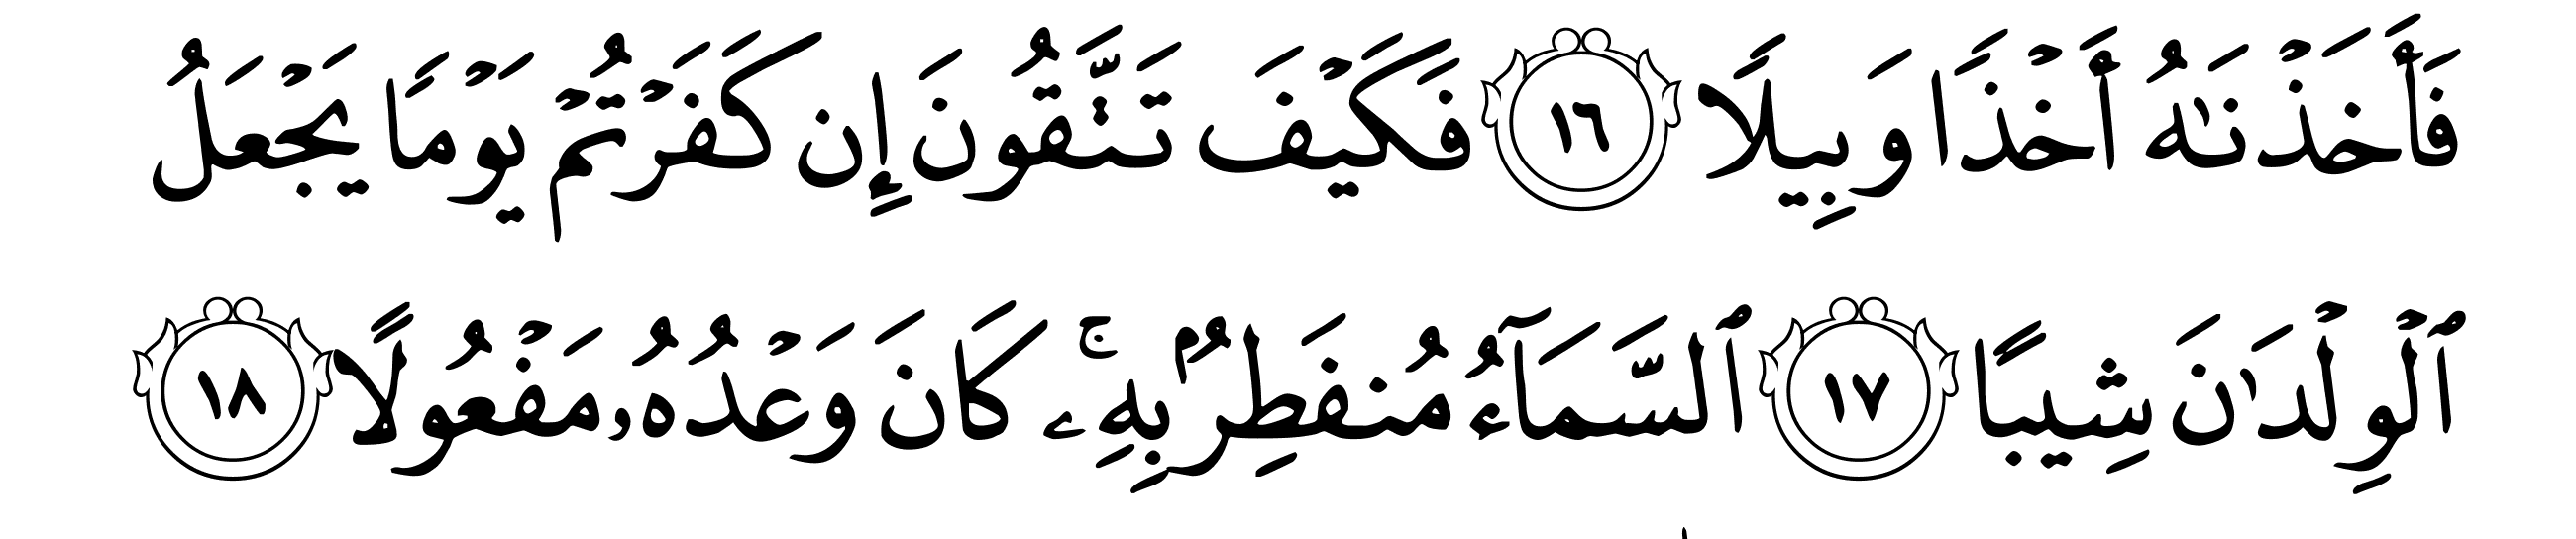 فَأَخَذْنَٰهُ أَخْذًا وَبِيلًا ١٦ فَكَيْفَ تَتَّقُونَ إِن كَفَرْتُمْ يَوْمًا يَجْعَلُ
ٱلْوِلْدَٰنَ شِيبًا ١٧ ٱلسَّمَآءُ مُنفَطِرٌۢ بِهِۦ ۚ كَانَ وَعْدُهُۥ مَفْعُولًا ١٨